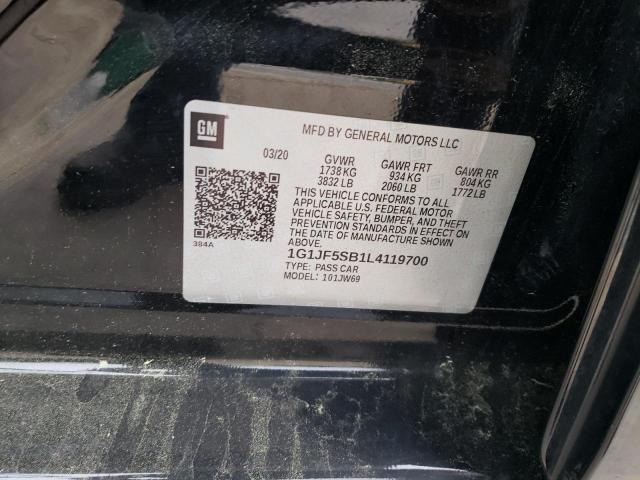 GM
MFD BY GENERAL MOTORS LLC
03/20 GVWR GAWR FRT GAWR RR
1738 KG 934 KG 804 KG
3832 LB 2060 LB 1772 LB
THIS VEHICLE CONFORMS TO ALL
APPLICABLE U.S. FEDERAL MOTOR
VEHICLE SAFETY, BUMPER, AND THEFT
PREVENTION STANDARDS IN EFFECT ON
THE DATE OF MANUFACTURE SHOWN
ABOVE.
384A
1G1JF5SB1L4119700
TYPE: PASS CAR
MODEL: 101JW69